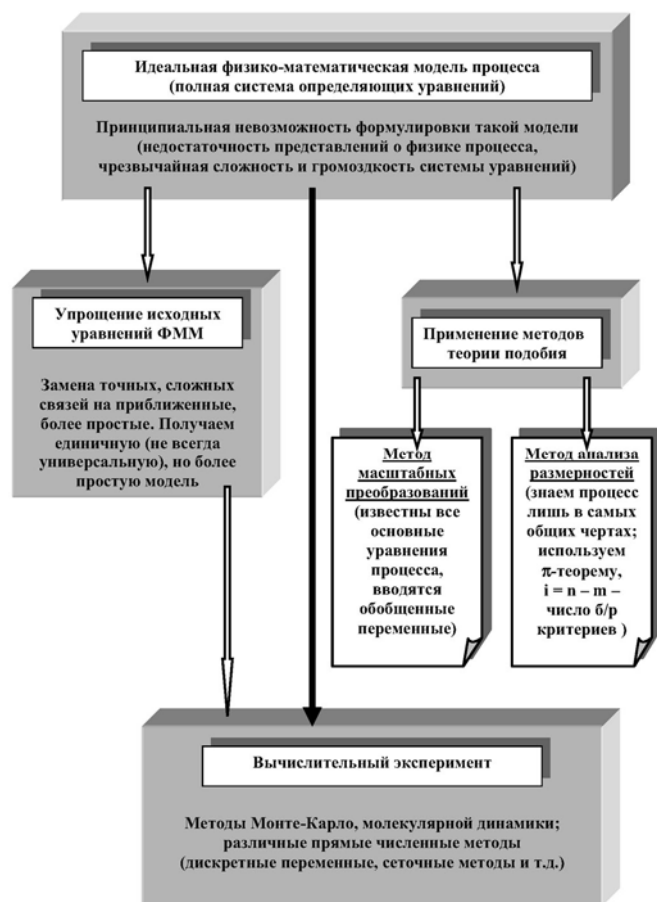 Идеальная физико-математическая модель процесса
(полная система определяющих уравнений)
Принципиальная невозможность формулировки такой модели
(недостаточность представлений о физике процесса,
чрезвычайная сложность и громоздкость системы уравнений)
Упрощение исходных
уравнений ФММ
Замена точных, сложных
связей на приближенные,
более простые. Получаем
единичную (не всегда
универсальную), но более
простую модель
Применение методов
теории подобия
Метод
масштабных
преобразований
(известны все
основные
уравнения
процесса,
вводятся
обобщенные
переменные)
Метод анализа
размерностей
(знаем процесс
лишь в самых
общих чертах;
используем
π-теорему,
i = n – m –
число б/р
критериев )
Вычислительный эксперимент
Методы Монте-Карло, молекулярной динамики;
различные прямые численные методы
(дискретные переменные, сеточные методы и т.д.)